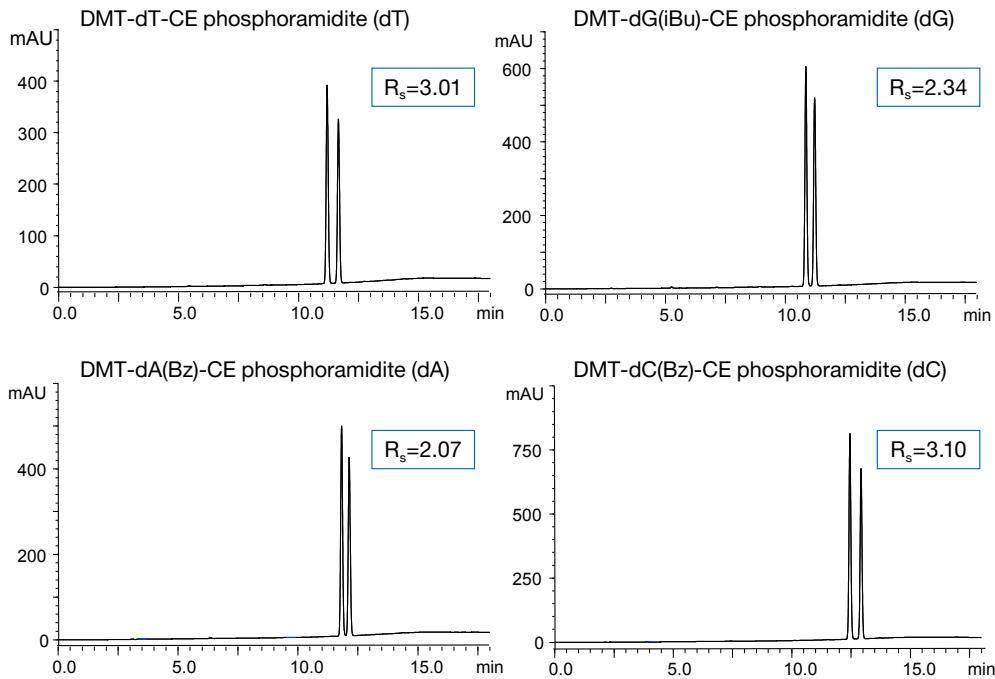 DMT-dT-CE phosphoramidite (dT)
mAU
400
300
200
100
0
0.0 5.0 10.0 15.0 min
Rs=3.01
DMT-dG(iBu)-CE phosphoramidite (dG)
mAU
600
400
200
0
0.0 5.0 10.0 15.0 min
Rs=2.34
DMT-dA(Bz)-CE phosphoramidite (dA)
mAU
400
200
0
0.0 5.0 10.0 15.0 min
Rs=2.07
DMT-dC(Bz)-CE phosphoramidite (dC)
mAU
750
500
250
0
0.0 5.0 10.0 15.0 min
Rs=3.10